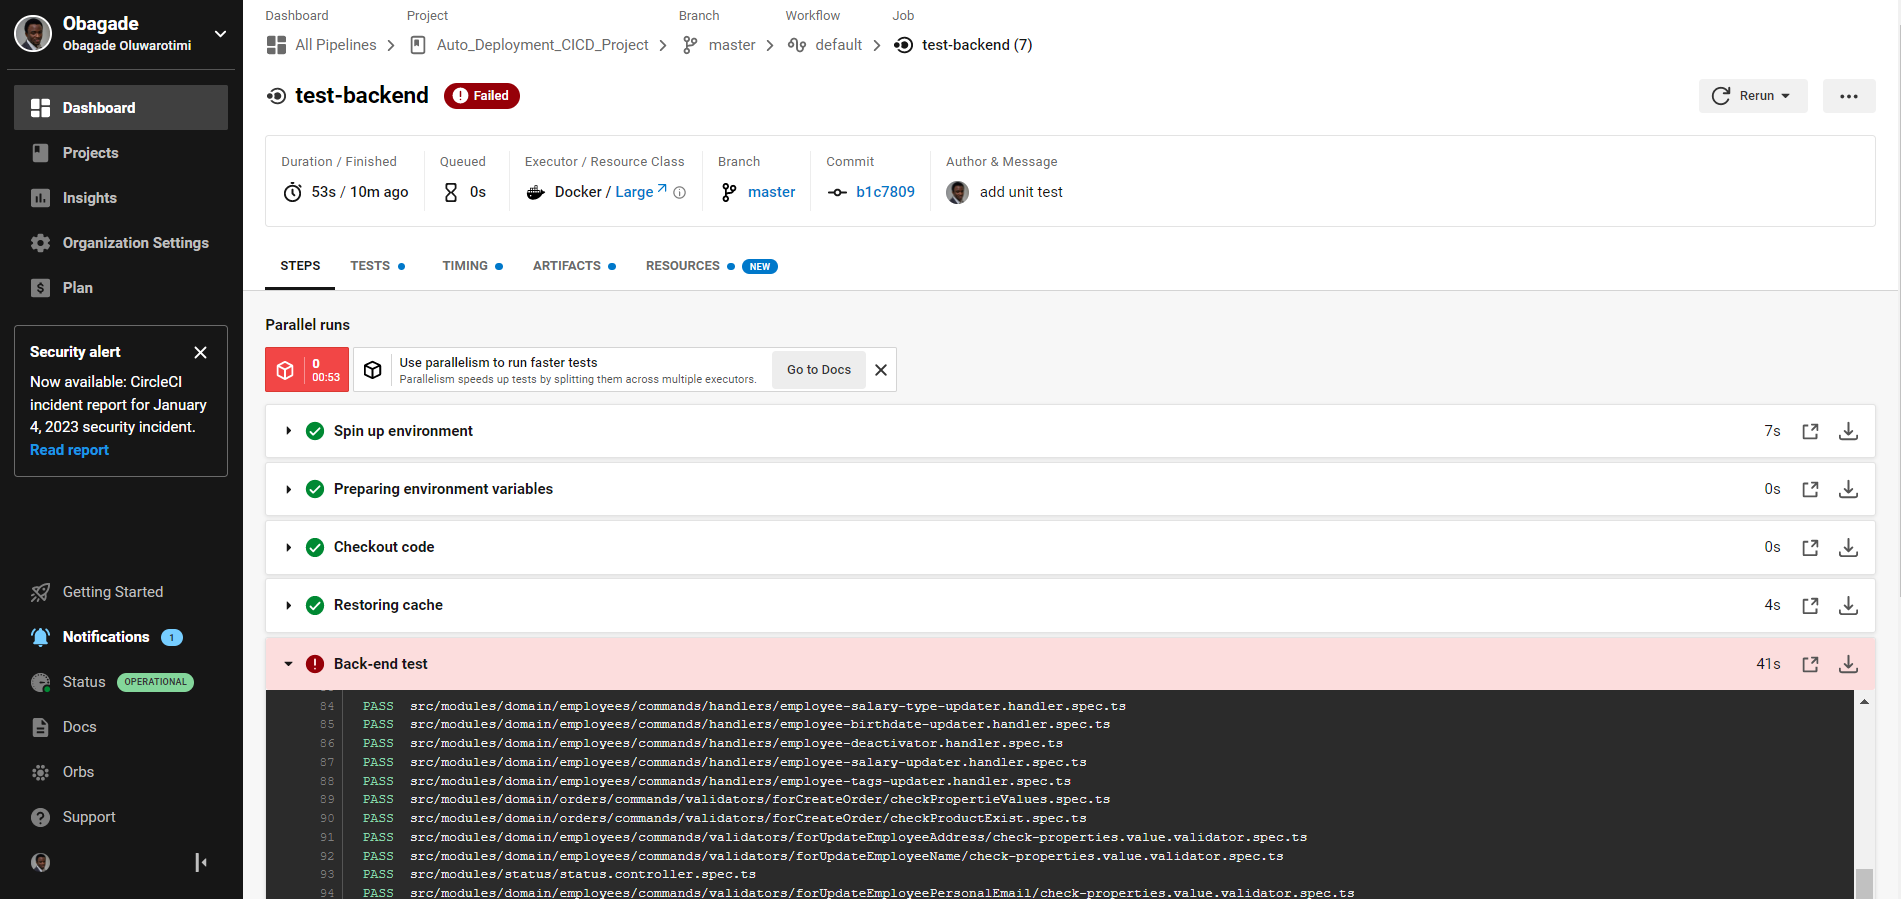 Obagade
Obagade Oluwarotimi
Dashboard
Projects
Insights
Organization Settings
Plan
Security alert
Now available: CircleCI
incident report for January
4, 2023 security incident.
Read report
Getting Started
Notifications 1
Status OPERATIONAL
Docs
Orbs
Support
Dashboard Project Branch Workflow Job
All Pipelines Auto_Deployment_CICD_Project master default test-backend (7)
test-backend Failed
Rerun
Duration / Finished Queued Executor / Resource Class Branch Commit Author & Message
53s / 10m ago 0s Docker / Large master b1c7809 add unit test
STEPS TESTS TIMING ARTIFACTS RESOURCES NEW
Parallel runs
0
00:53
Use parallelism to run faster tests
Parallelism speeds up tests by splitting them across multiple executors.
Go to Docs
Spin up environment 7s
Preparing environment variables 0s
Checkout code 0s
Restoring cache 4s
Back-end test 41s
84 PASS src/modules/domain/employees/commands/handlers/employee-salary-type-updater.handler.spec.ts
85 PASS src/modules/domain/employees/commands/handlers/employee-birthdate-updater.handler.spec.ts
86 PASS src/modules/domain/employees/commands/handlers/employee-deactivator.handler.spec.ts
87 PASS src/modules/domain/employees/commands/handlers/employee-salary-updater.handler.spec.ts
88 PASS src/modules/domain/employees/commands/handlers/employee-tags-updater.handler.spec.ts
89 PASS src/modules/domain/orders/commands/validators/forCreateOrder/checkPropertieValues.spec.ts
90 PASS src/modules/domain/orders/commands/validators/forCreateOrder/checkProductExist.spec.ts
91 PASS src/modules/domain/employees/commands/validators/forUpdateEmployeeAddress/check-properties.value.validator.spec.ts
92 PASS src/modules/domain/employees/commands/validators/forUpdateEmployeeName/check-properties.value.validator.spec.ts
93 PASS src/modules/status/status.controller.spec.ts
94 PASS src/modules/domain/employees/commands/validators/forUpdateEmployeePersonalEmail/check-properties.value.validator.spec.ts